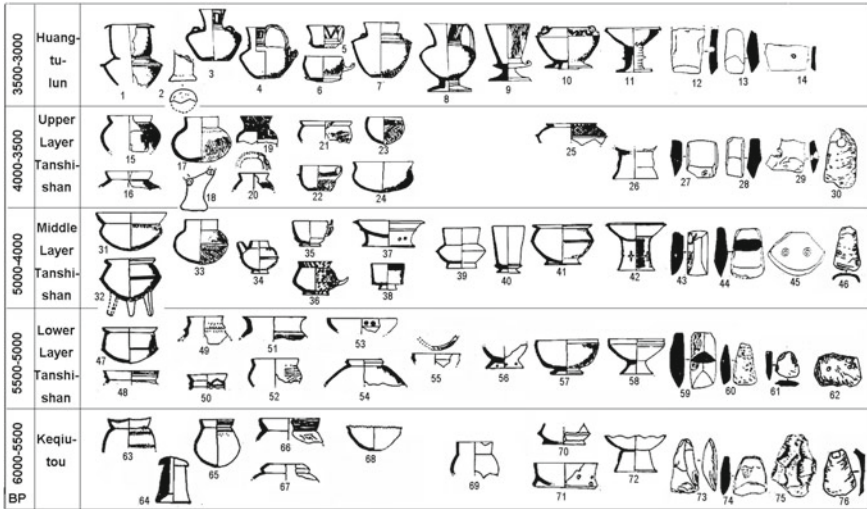 3500-3000
Huang-
tu-
lun
1 2 3 4 5 6 7 8 9 10 11 12 13 14
4000-3500
Upper
Layer
Tanshi-
shan
15 16 17 18 19 20 21 22 23 24 25 26 27 28 29 30
5000-4000
Middle
Layer
Tanshi-
shan
31 32 33 34 35 36 37 38 39 40 41 42 43 44 45 46
5500-5000
Lower
Layer
Tanshi-
shan
47 48 49 50 51 52 53 54 55 56 57 58 59 60 61 62
6000-5500
Keqiu-
tou
63 64 65 66 67 68 69 70 71 72 73 74 75 76
BP